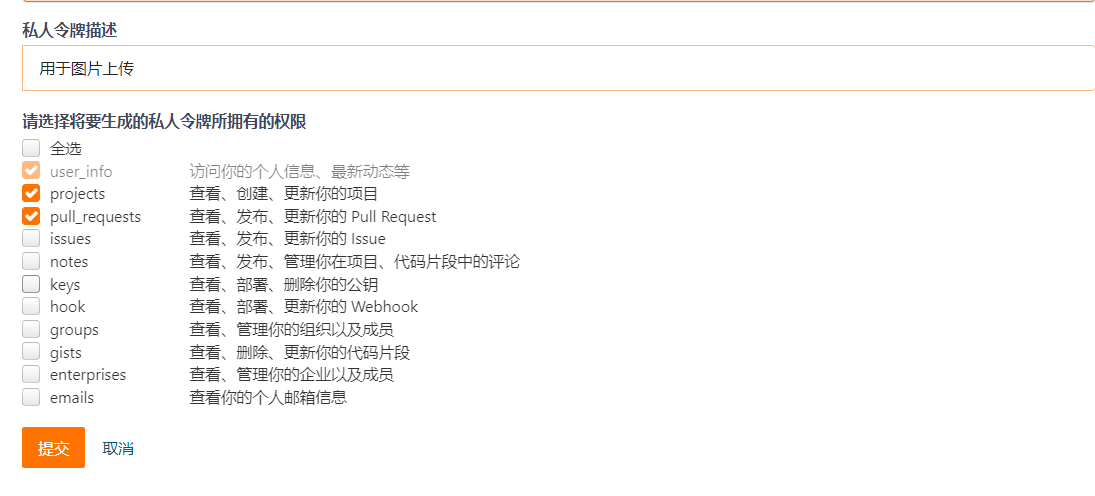 私人令牌描述
用于图片上传
请选择将要生成的私人令牌所拥有的权限
全选
user_info 访问你的个人信息、最新动态等
projects 查看、创建、更新你的项目
pull_requests 查看、发布、更新你的 Pull Request
issues 查看、发布、更新你的 Issue
notes 查看、发布、管理你在项目、代码片段中的评论
keys 查看、部署、删除你的公钥
hook 查看、部署、更新你的 Webhook
groups 查看、管理你的组织以及成员
gists 查看、删除、更新你的代码片段
enterprises 查看、管理你的企业以及成员
emails 查看你的个人邮箱信息
提交 取消